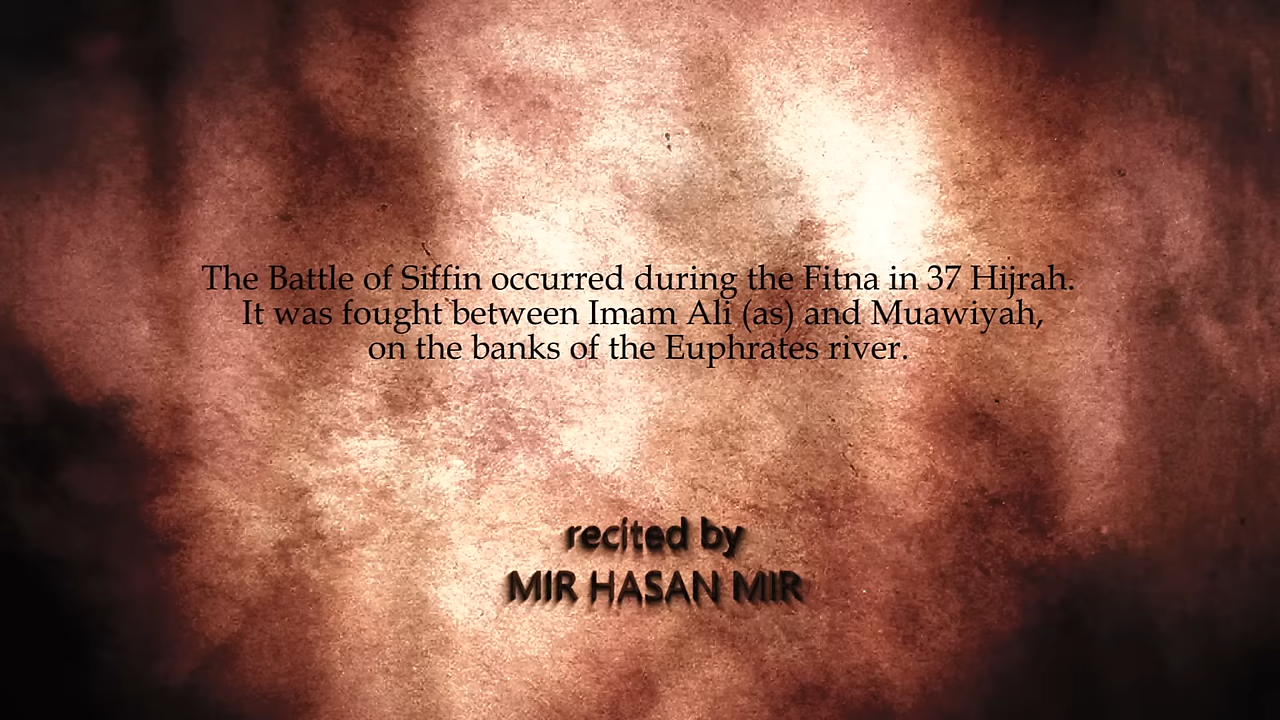 The Battle of Siffin occurred during the Fitna in 37 Hijrah.
It was fought between Imam Ali (as) and Muawiyah,
on the banks of the Euphrates river.
recited by
MIR HASAN MIR